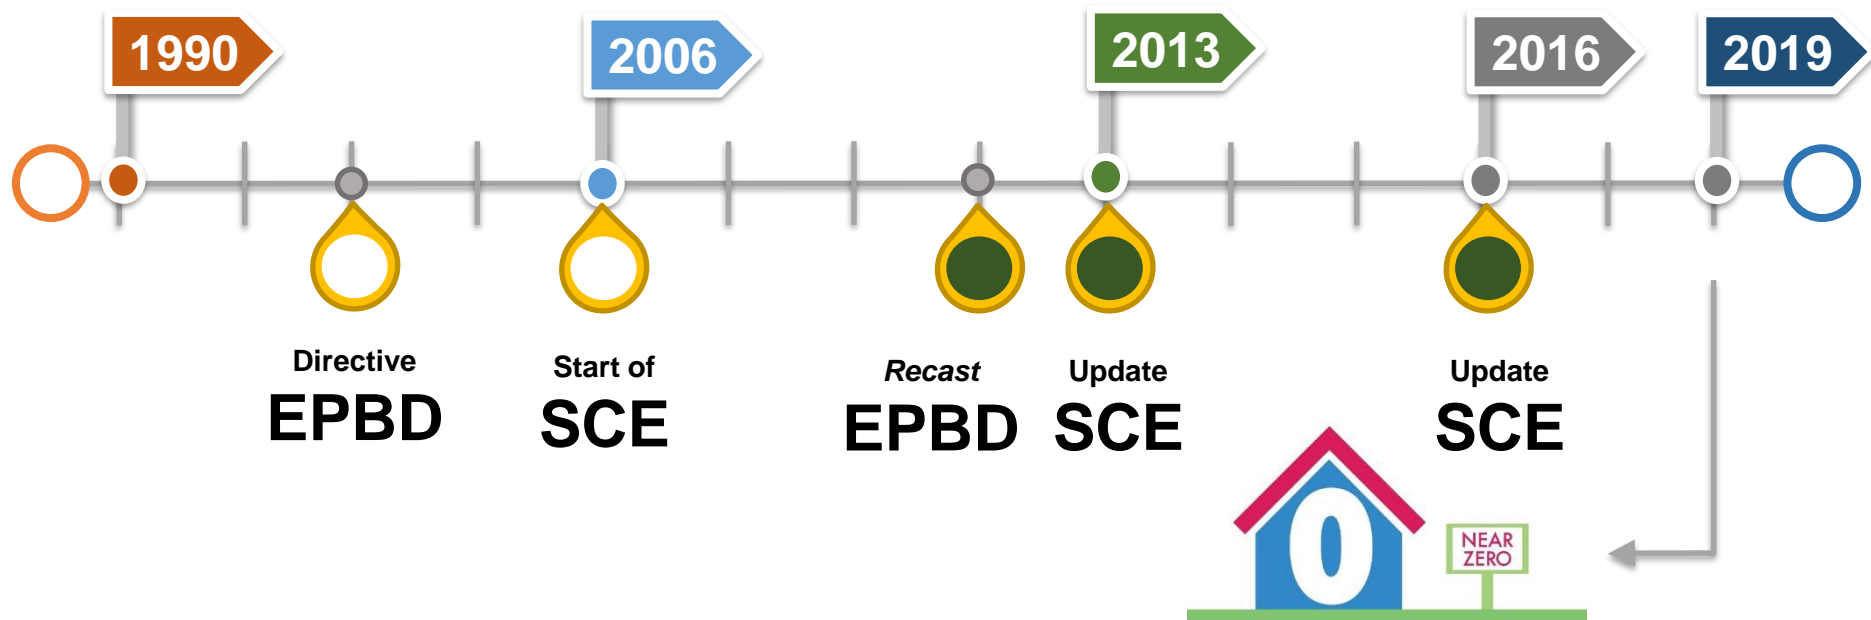 1990
2006
2013
2016
2019
Directive
EPBD
Start of
SCE
Recast
EPBD
Update
SCE
Update
SCE
0
NEAR
ZERO